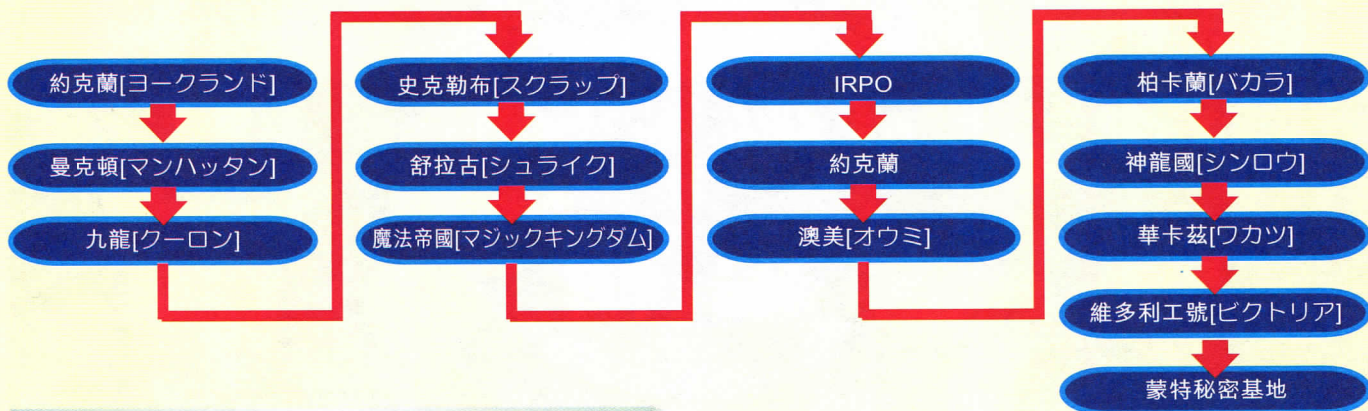 約克蘭[ヨークランド]
曼克頓[マンハッタン]
九龍[クーロン]
史克勒布[スクラップ]
舒拉古[シュライク]
魔法帝國[マジックキングダム]
IRPO
約克蘭
澳美[オウミ]
柏卡蘭[バカラ]
神龍國[シンロウ]
華卡茲[ワカツ]
維多利工號[ビクトリア]
蒙特秘密基地